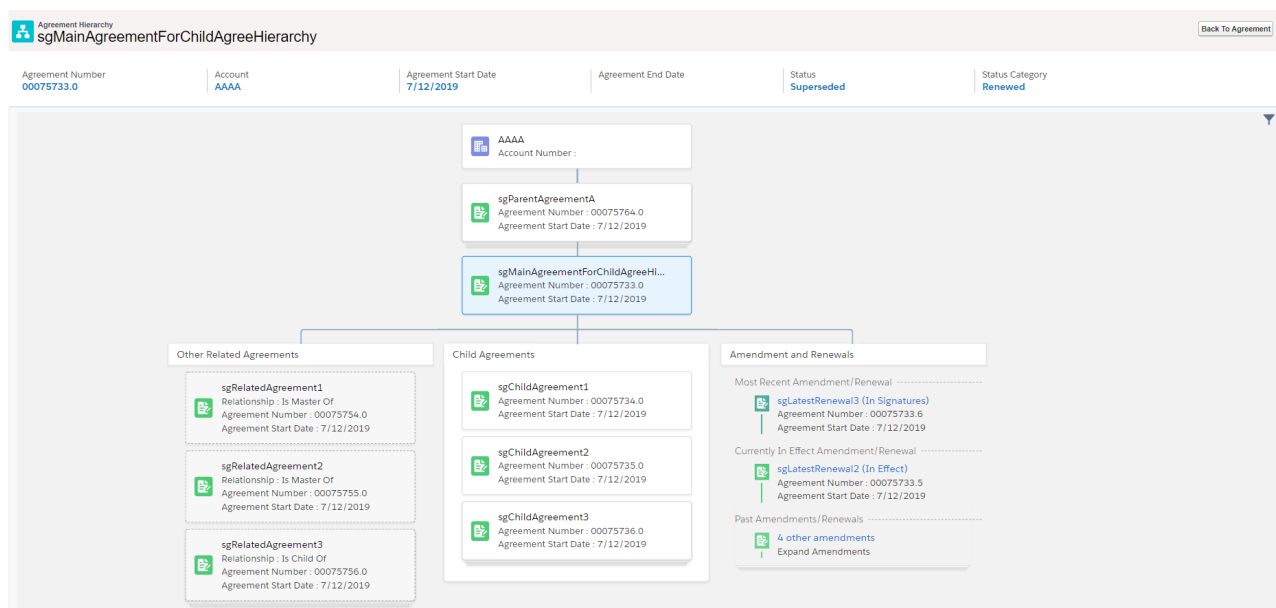 Agreement Hierarchy
sgMainAgreementForChildAgreeHierarchy
Back To Agreement
Agreement Number
00075733.0
Account
AAAA
Agreement Start Date
7/12/2019
Agreement End Date
Status
Superseded
Status Category
Renewed
AAAA
Account Number :
sgParentAgreementA
Agreement Number : 00075764.0
Agreement Start Date : 7/12/2019
sgMainAgreementForChildAgreeHi...
Agreement Number : 00075733.0
Agreement Start Date : 7/12/2019
Other Related Agreements
sgRelatedAgreement1
Relationship : Is Master Of
Agreement Number : 00075754.0
Agreement Start Date : 7/12/2019
sgRelatedAgreement2
Relationship : Is Master Of
Agreement Number : 00075755.0
Agreement Start Date : 7/12/2019
sgRelatedAgreement3
Relationship : Is Child Of
Agreement Number : 00075756.0
Agreement Start Date : 7/12/2019
Child Agreements
sgChildAgreement1
Agreement Number : 00075734.0
Agreement Start Date : 7/12/2019
sgChildAgreement2
Agreement Number : 00075735.0
Agreement Start Date : 7/12/2019
sgChildAgreement3
Agreement Number : 00075736.0
Agreement Start Date : 7/12/2019
Amendment and Renewals
Most Recent Amendment/Renewal
sgLatestRenewal3 (In Signatures)
Agreement Number : 00075733.6
Agreement Start Date : 7/12/2019
Currently In Effect Amendment/Renewal
sgLatestRenewal2 (In Effect)
Agreement Number : 00075733.5
Agreement Start Date : 7/12/2019
Past Amendments/Renewals
4 other amendments
Expand Amendments